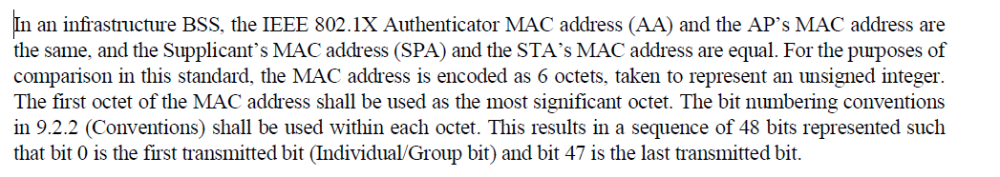 In an infrastructure BSS, the IEEE 802.1X Authenticator MAC address (AA) and the AP’s MAC address are
the same, and the Supplicant’s MAC address (SPA) and the STA’s MAC address are equal. For the purposes of
comparison in this standard, the MAC address is encoded as 6 octets, taken to represent an unsigned integer.
The first octet of the MAC address shall be used as the most significant octet. The bit numbering conventions
in 9.2.2 (Conventions) shall be used within each octet. This results in a sequence of 48 bits represented such
that bit 0 is the first transmitted bit (Individual/Group bit) and bit 47 is the last transmitted bit.